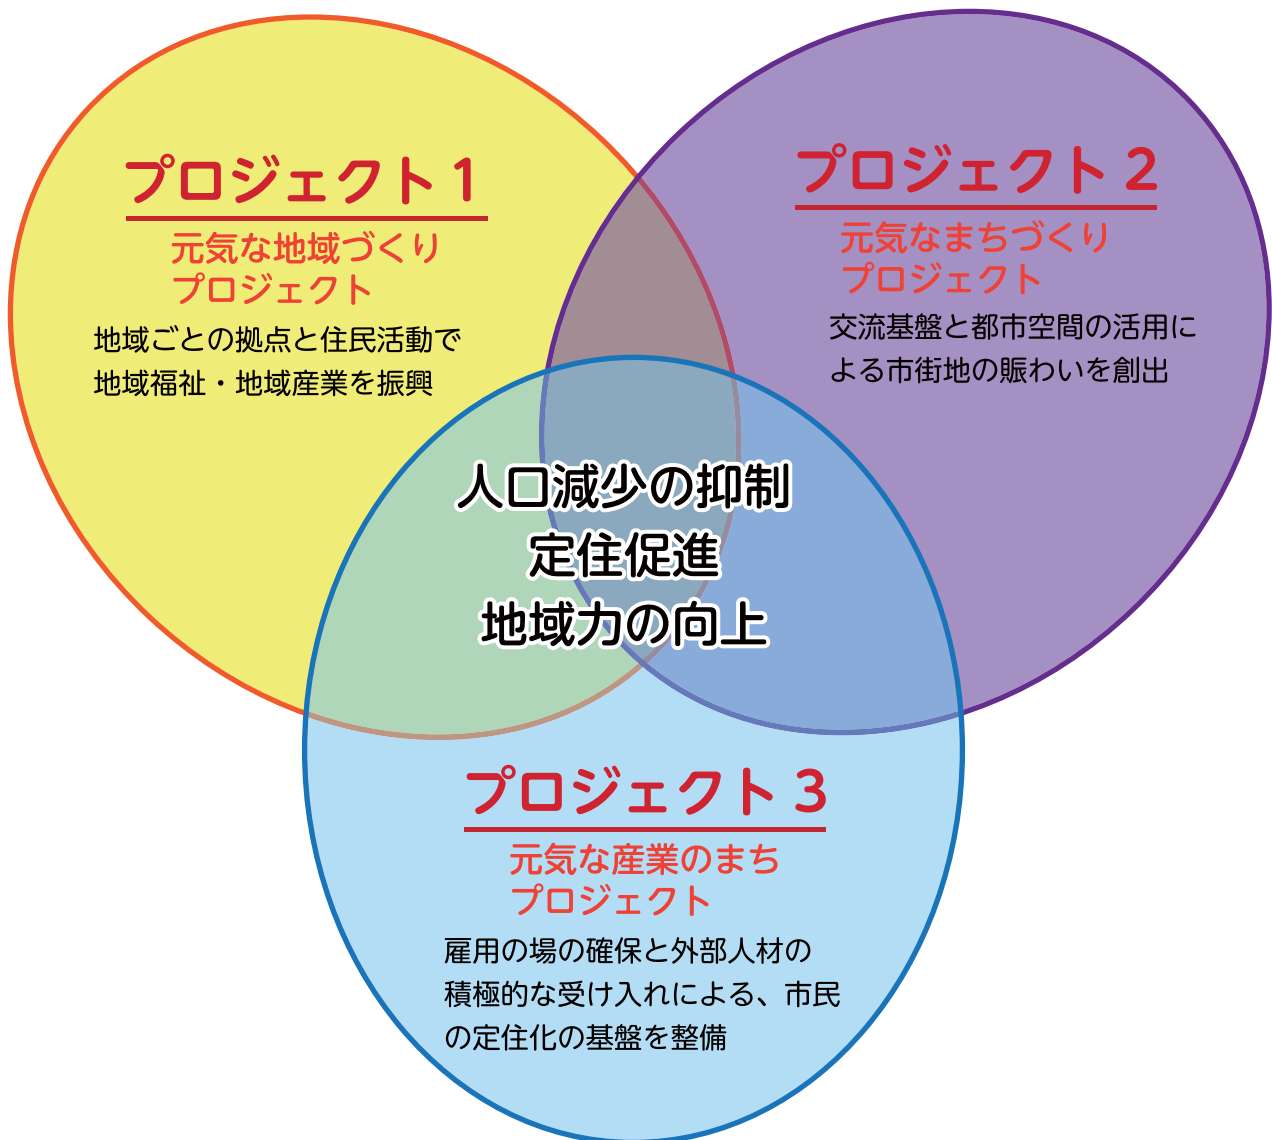 プロジェクト1
元気な地域づくり
プロジェクト
地域ごとの拠点と住民活動で
地域福祉・地域産業を振興
プロジェクト2
元気なまちづくり
プロジェクト
交流基盤と都市空間の活用に
よる市街地の賑わいを創出
人口減少の抑制
定住促進
地域力の向上
プロジェクト3
元気な産業のまち
プロジェクト
雇用の場の確保と外部人材の
積極的な受け入れによる、市民
の定住化の基盤を整備